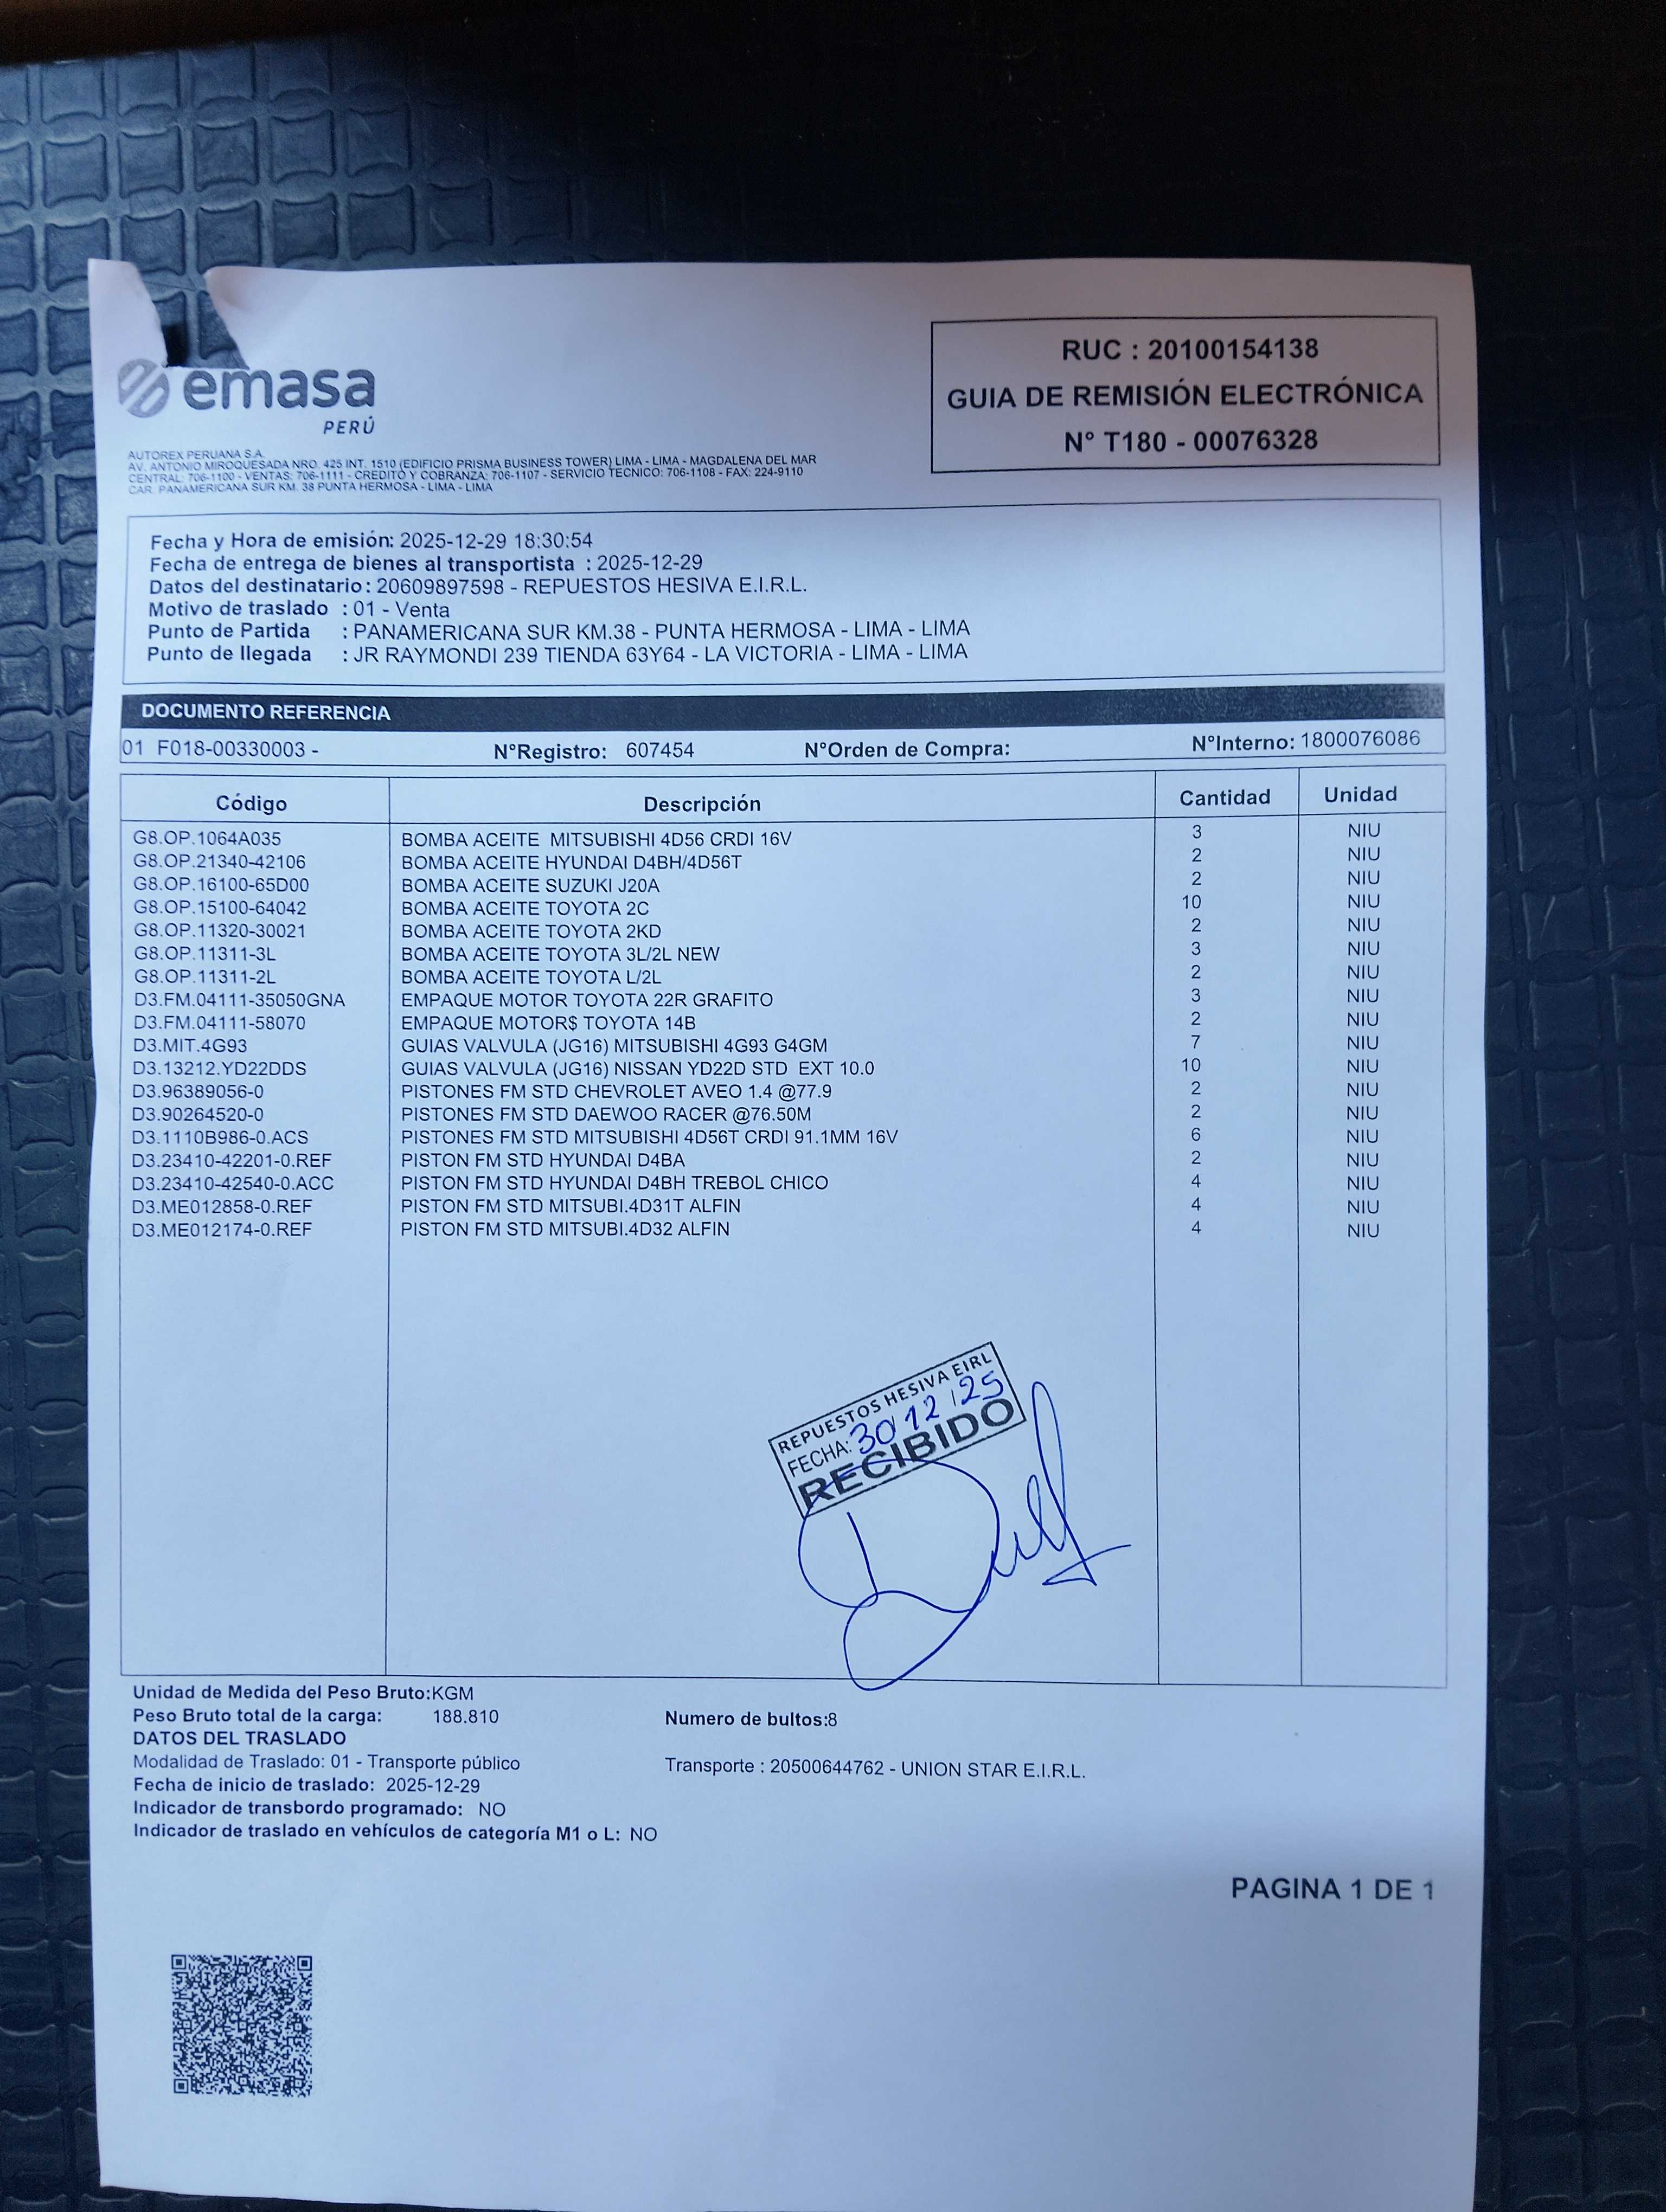 emasa
PERÚ
RUC : 20100154138
GUIA DE REMISIÓN ELECTRÓNICA
N° T180 - 00076328
AUTOREX PERUANA S.A.
AV. ANTONIO MIROQUESADA NRO. 425 INT. 1510 (EDIFICIO PRISMA BUSINESS TOWER) LIMA - LIMA - MAGDALENA DEL MAR
CENTRAL: 706-1100 - VENTAS: 706-1111 - CREDITO Y COBRANZA: 706-1107 - SERVICIO TECNICO: 706-1108 - FAX: 224-9110
CAR. PANAMERICANA SUR KM. 38 PUNTA HERMOSA - LIMA - LIMA
Fecha y Hora de emisión: 2025-12-29 18:30:54
Fecha de entrega de bienes al transportista : 2025-12-29
Datos del destinatario : 20609897598 - REPUESTOS HESIVA E.I.R.L.
Motivo de traslado : 01 - Venta
Punto de Partida : PANAMERICANA SUR KM.38 - PUNTA HERMOSA - LIMA - LIMA
Punto de llegada : JR RAYMONDI 239 TIENDA 63Y64 - LA VICTORIA - LIMA - LIMA
DOCUMENTO REFERENCIA
01 F018-00330003 - N°Registro: 607454 N°Orden de Compra: N°Interno: 1800076086
Código Descripción Cantidad Unidad
G8.OP.1064A035 BOMBA ACEITE MITSUBISHI 4D56 CRDI 16V 3 NIU
G8.OP.21340-42106 BOMBA ACEITE HYUNDAI D4BH/4D56T 2 NIU
G8.OP.16100-65D00 BOMBA ACEITE SUZUKI J20A 2 NIU
G8.OP.15100-64042 BOMBA ACEITE TOYOTA 2C 10 NIU
G8.OP.11320-30021 BOMBA ACEITE TOYOTA 2KD 2 NIU
G8.OP.11311-3L BOMBA ACEITE TOYOTA 3L/2L NEW 3 NIU
G8.OP.11311-2L BOMBA ACEITE TOYOTA L/2L 2 NIU
D3.FM.04111-35050GNA EMPAQUE MOTOR TOYOTA 22R GRAFITO 3 NIU
D3.FM.04111-58070 EMPAQUE MOTOR$ TOYOTA 14B 2 NIU
D3.MIT.4G93 GUIAS VALVULA (JG16) MITSUBISHI 4G93 G4GM 7 NIU
D3.13212.YD22DDS GUIAS VALVULA (JG16) NISSAN YD22D STD EXT 10.0 10 NIU
D3.96389056-0 PISTONES FM STD CHEVROLET AVEO 1.4 @77.9 2 NIU
D3.90264520-0 PISTONES FM STD DAEWOO RACER @76.50M 2 NIU
D3.1110B986-0.ACS PISTONES FM STD MITSUBISHI 4D56T CRDI 91.1MM 16V 6 NIU
D3.23410-42201-0.REF PISTON FM STD HYUNDAI D4BA 2 NIU
D3.23410-42540-0.ACC PISTON FM STD HYUNDAI D4BH TREBOL CHICO 4 NIU
D3.ME012858-0.REF PISTON FM STD MITSUBI.4D31T ALFIN 4 NIU
D3.ME012174-0.REF PISTON FM STD MITSUBI.4D32 ALFIN 4 NIU
REPUESTOS HESIVA EIRL
FECHA: 30/12/25
RECIBIDO
Unidad de Medida del Peso Bruto:KGM
Peso Bruto total de la carga: 188.810 Numero de bultos:8
DATOS DEL TRASLADO
Modalidad de Traslado: 01 - Transporte público Transporte : 20500644762 - UNION STAR E.I.R.L.
Fecha de inicio de traslado: 2025-12-29
Indicador de transbordo programado: NO
Indicador de traslado en vehículos de categoría M1 o L: NO
PAGINA 1 DE 1